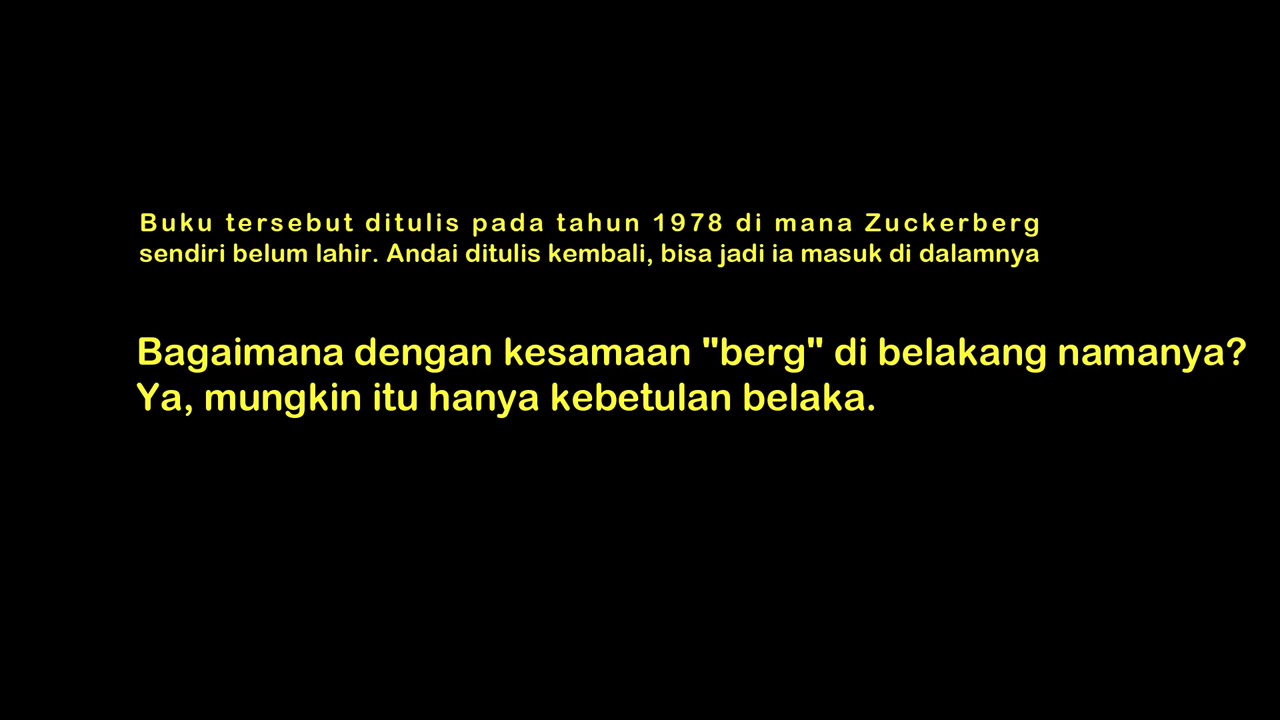 Buku tersebut ditulis pada tahun 1978 di mana Zuckerberg
sendiri belum lahir. Andai ditulis kembali, bisa jadi ia masuk di dalamnya
Bagaimana dengan kesamaan "berg" di belakang namanya?
Ya, mungkin itu hanya kebetulan belaka.